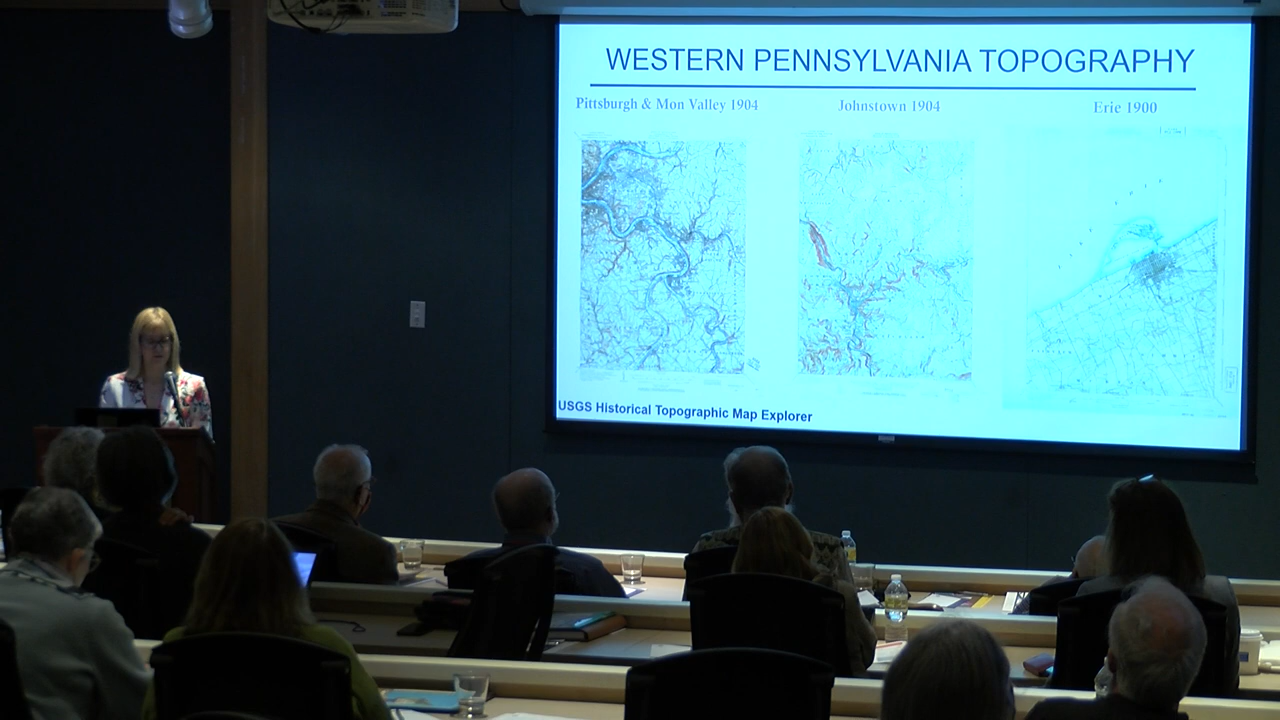 WESTERN PENNSYLVANIA TOPOGRAPHY
Pittsburgh & Mon Valley 1904
Johnstown 1904
Erie 1900
USGS Historical Topographic Map Explorer